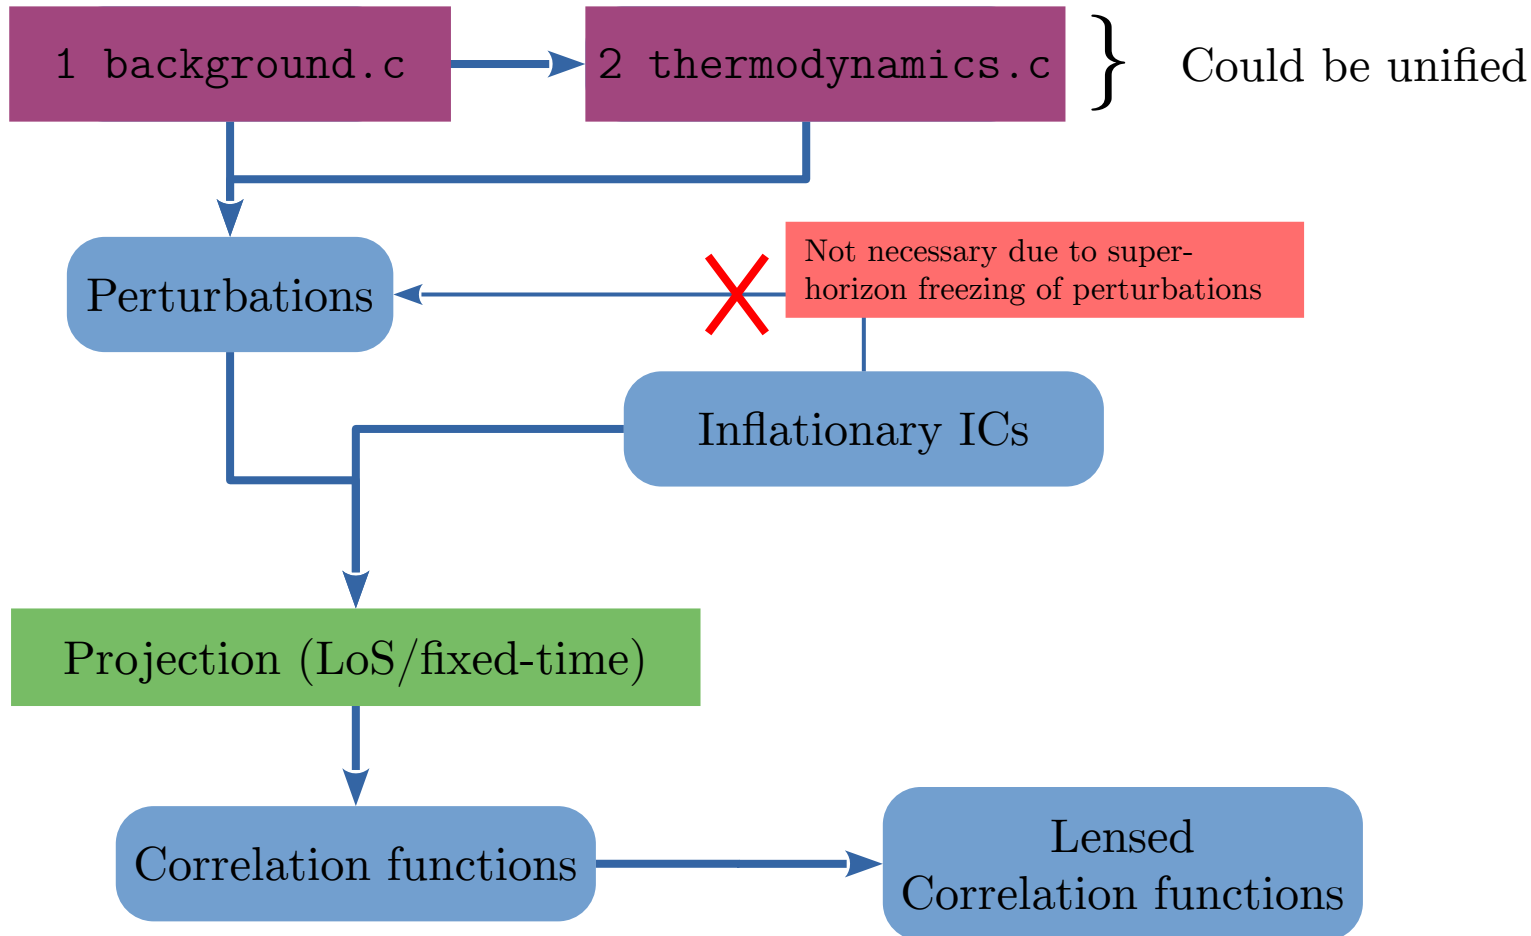 1 background.c
2 thermodynamics.c
}
Could be unified
Not necessary due to super-
horizon freezing of perturbations
Perturbations
Inflationary ICs
Projection (LoS/fixed-time)
Correlation functions
Lensed
Correlation functions